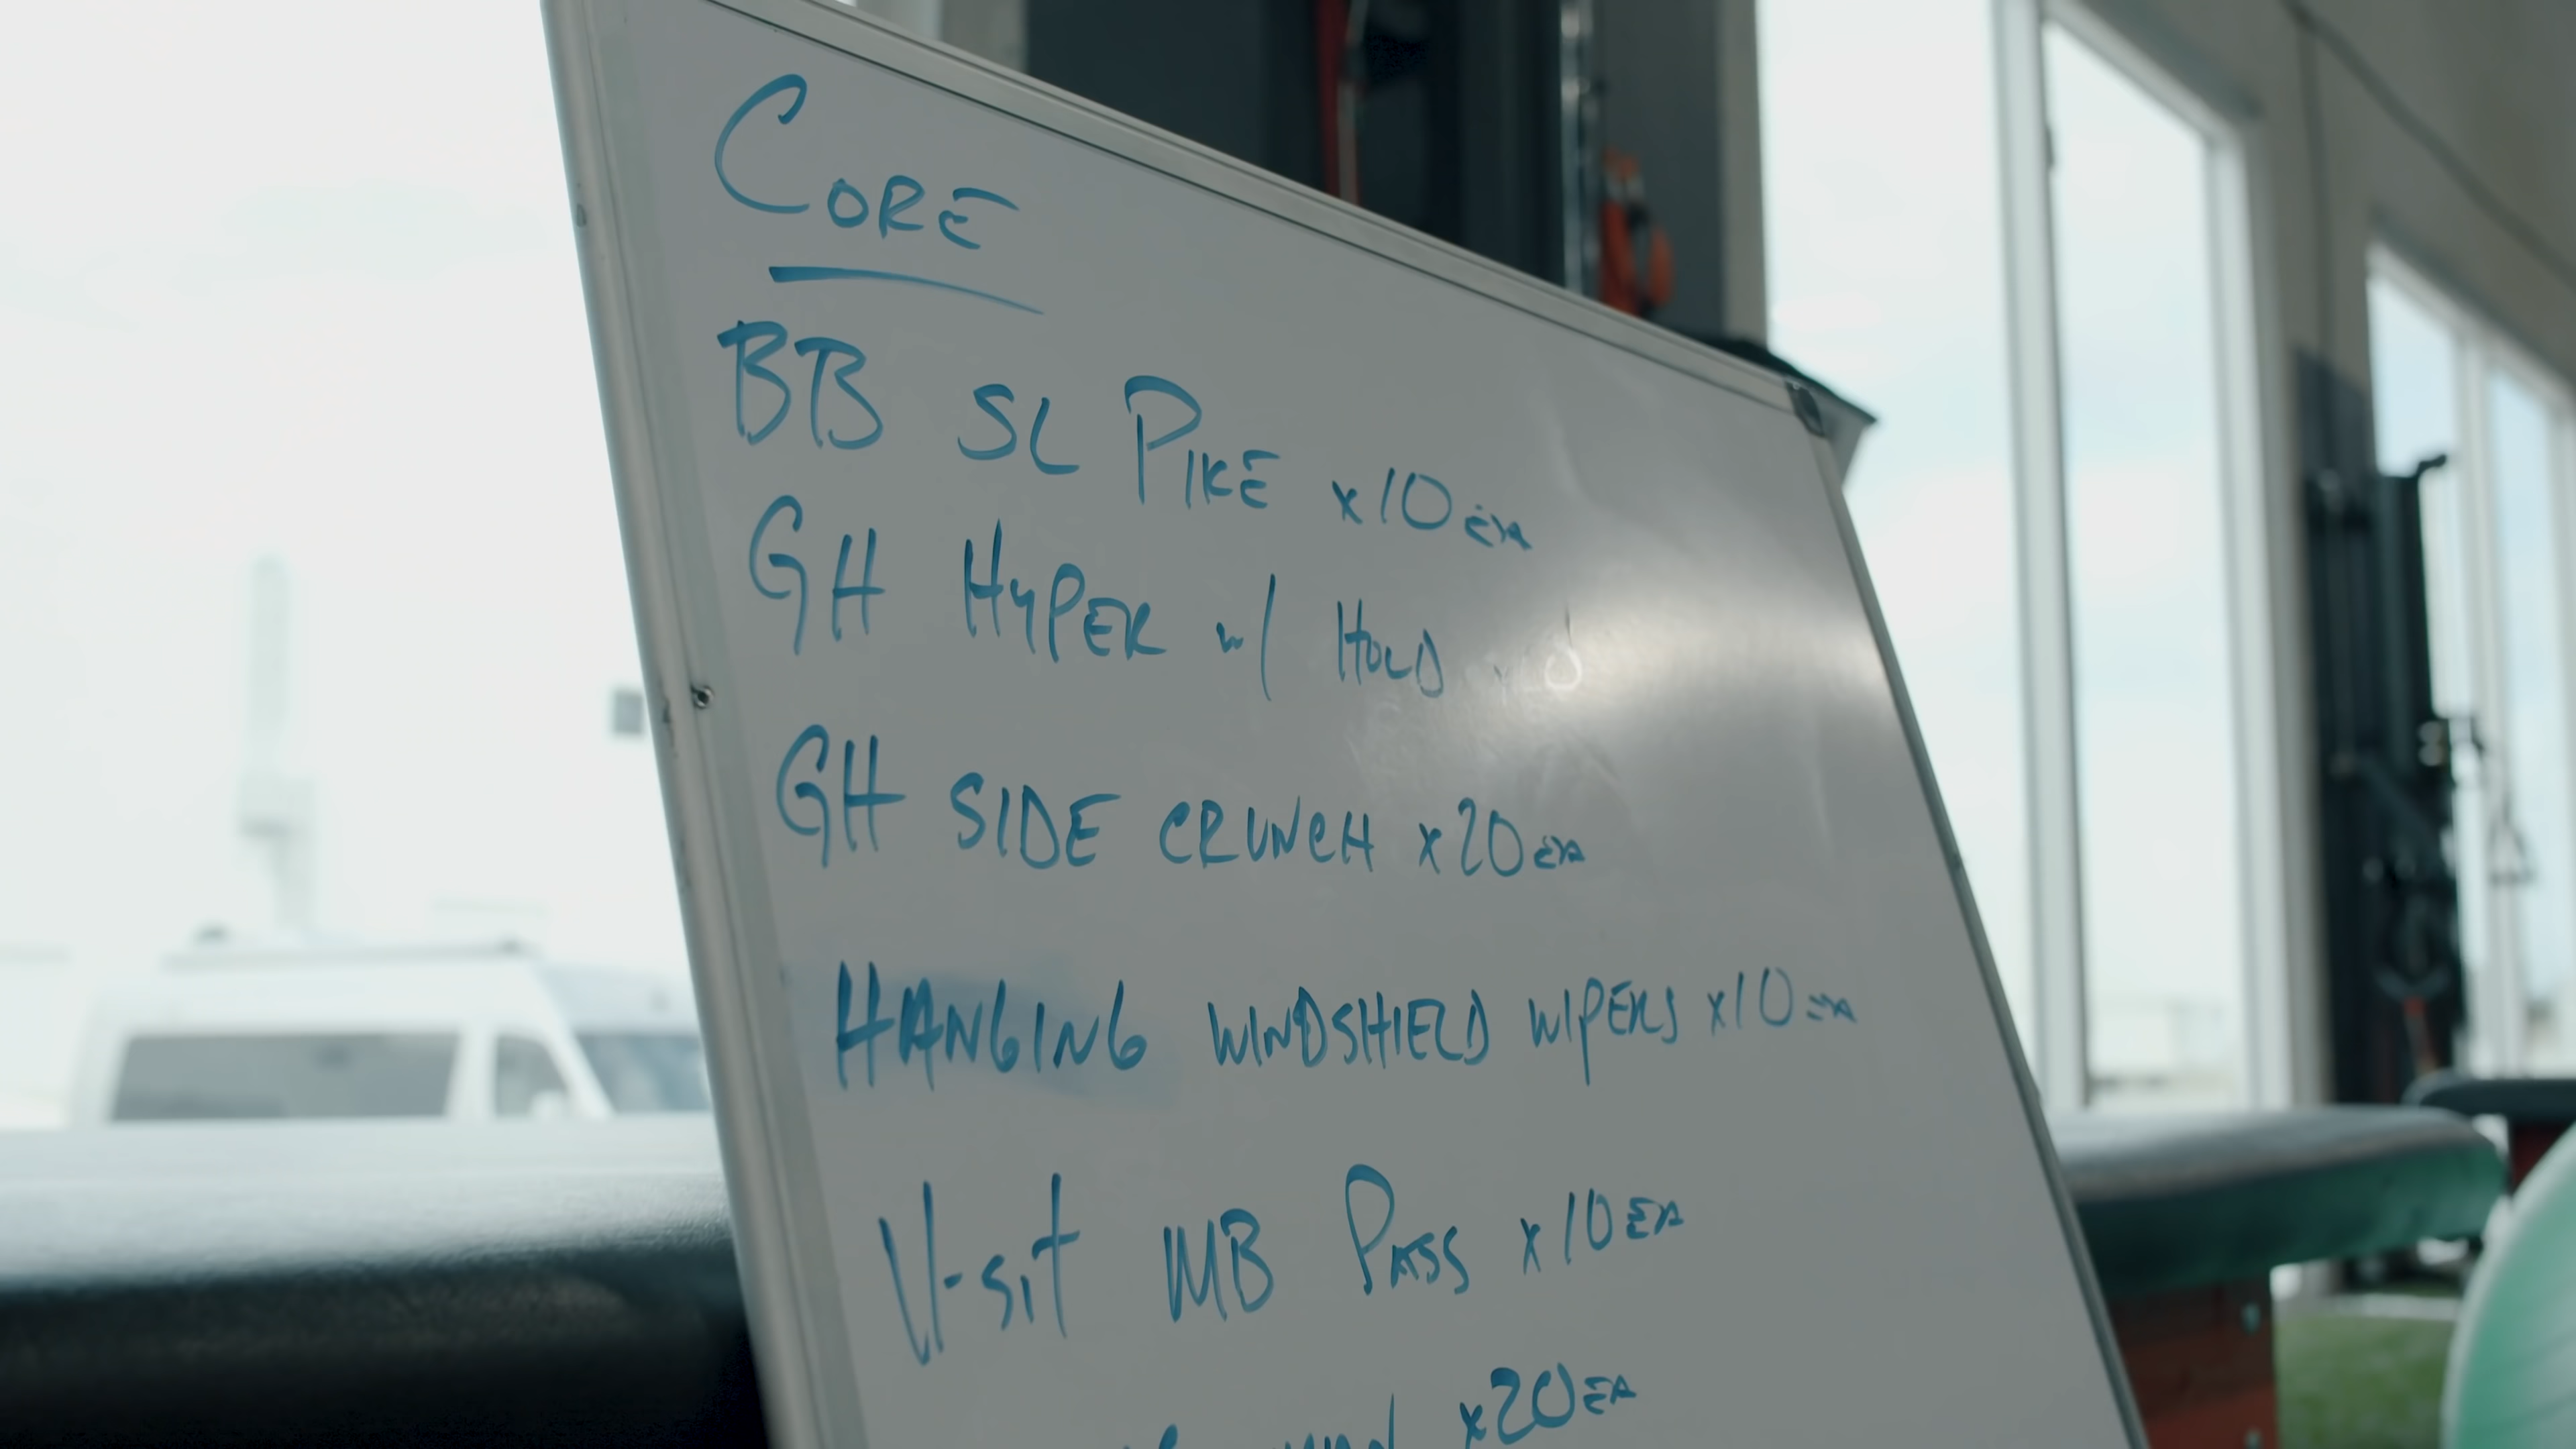 CORE
BB SL PIKE x10 EA
GH HYPER w/ HOLD
GH SIDE CRUNCH x20 EA
HANGING WINDSHIELD WIPERS x10 EA
V-sit MB PASS x10 EA
x20 EA